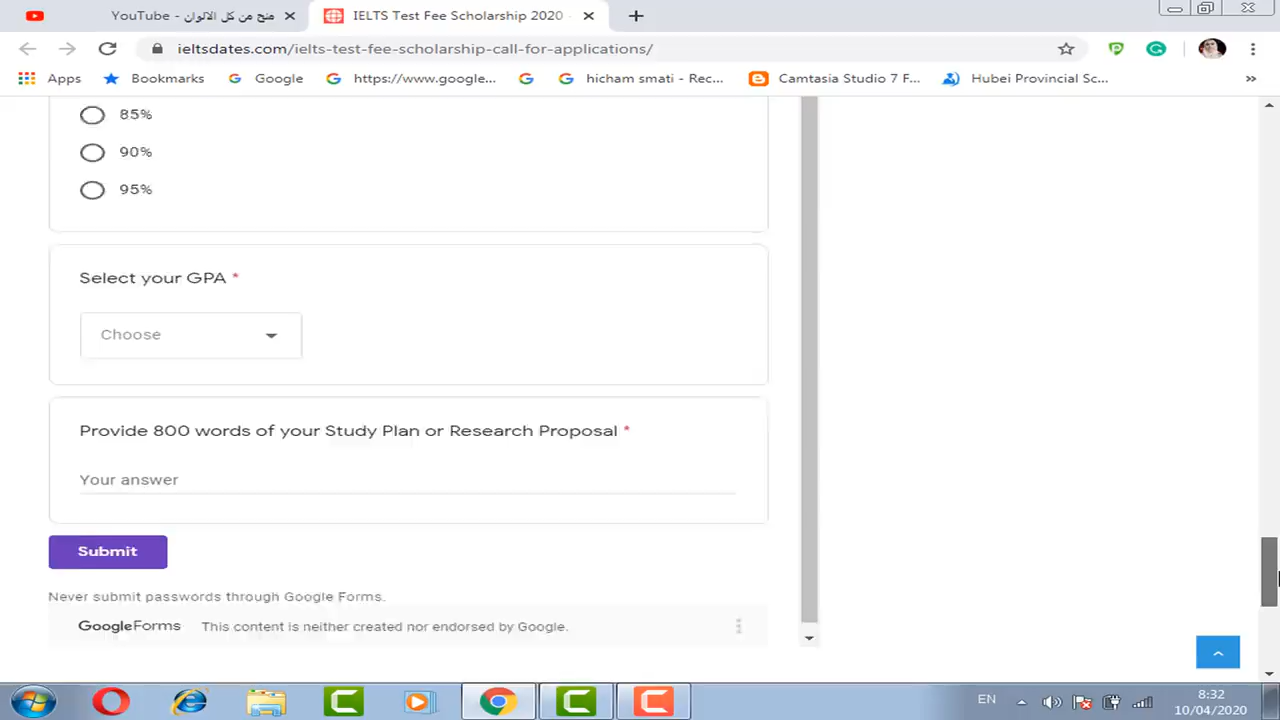 YouTube - منح من كل الالوان
IELTS Test Fee Scholarship 2020
ieltsdates.com/ielts-test-fee-scholarship-call-for-applications/
Apps Bookmarks Google https://www.google... hicham smati - Rec... Camtasia Studio 7 F... Hubei Provincial Sc... »
85%
90%
95%
Select your GPA *
Choose
Provide 800 words of your Study Plan or Research Proposal *
Your answer
Submit
Never submit passwords through Google Forms.
GoogleForms This content is neither created nor endorsed by Google.
EN 8:32
10/04/2020